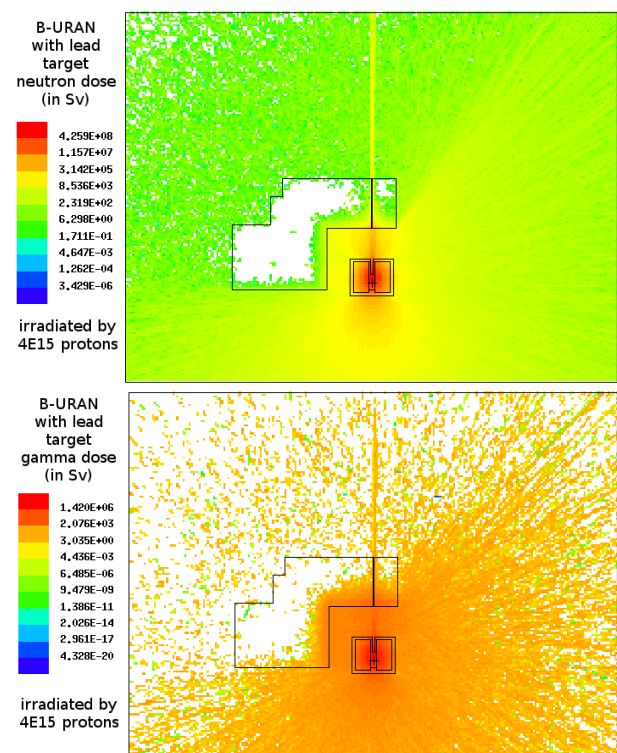 B-URAN
with lead
target
neutron dose
(in Sv)
4.259E+08
1.157E+07
3.142E+05
8.536E+03
2.319E+02
6.298E+00
1.711E-01
4.647E-03
1.262E-04
3.429E-06
irradiated by
4E15 protons
B-URAN
with lead
target
gamma dose
(in Sv)
1.420E+06
2.076E+03
3.035E+00
4.436E-03
6.485E-06
9.479E-09
1.386E-11
2.026E-14
2.961E-17
4.328E-20
irradiated by
4E15 protons